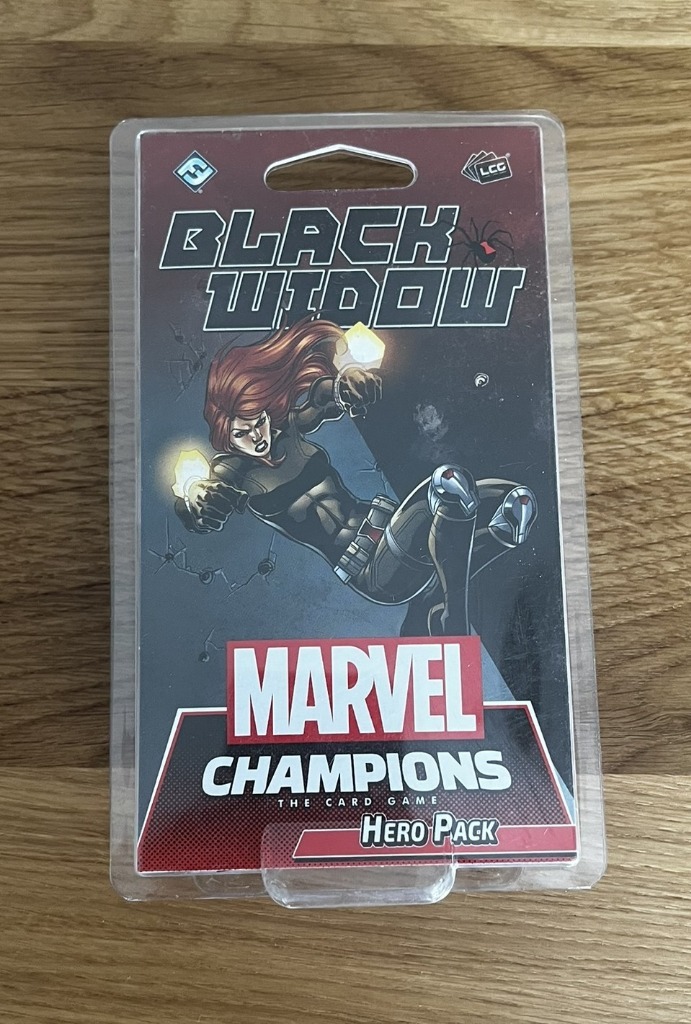 LCG
BLACK
WIDOW
MARVEL
CHAMPIONS
THE CARD GAME
HERO PACK